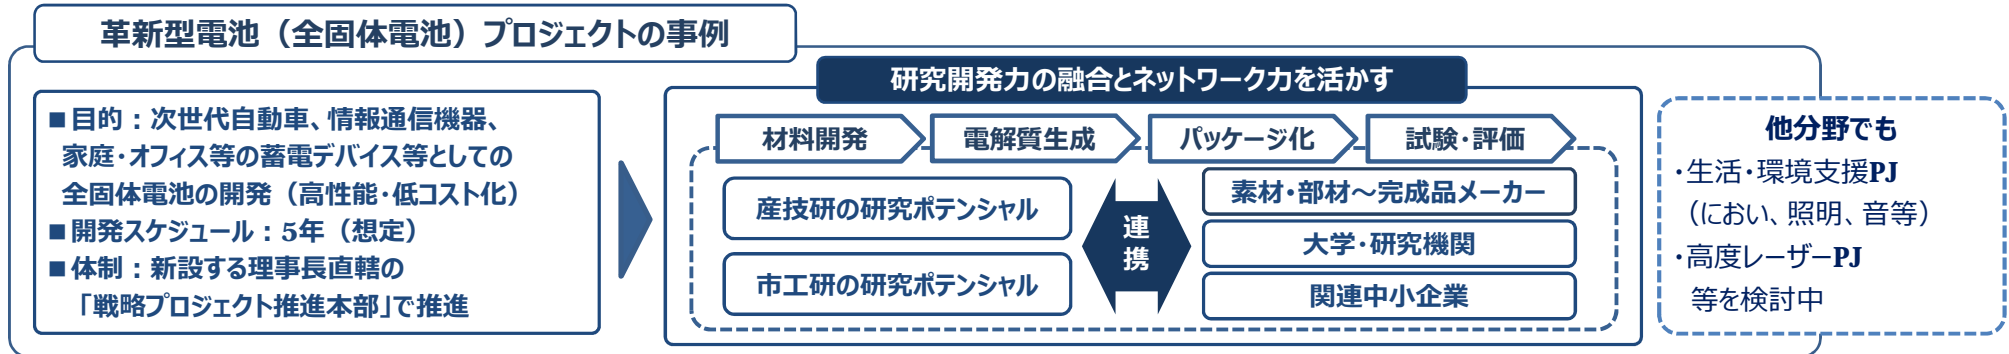 革新型電池（全固体電池）プロジェクトの事例
■目的：次世代自動車、情報通信機器、
家庭・オフィス等の蓄電デバイス等としての
全固体電池の開発（高性能・低コスト化）
■開発スケジュール：5年（想定）
■体制：新設する理事長直轄の
「戦略プロジェクト推進本部」で推進
研究開発力の融合とネットワーク力を活かす
材料開発
電解質生成
パッケージ化
試験・評価
産技研の研究ポテンシャル
市工研の研究ポテンシャル
連
携
素材・部材～完成品メーカー
大学・研究機関
関連中小企業
他分野でも
・生活・環境支援PJ
（におい、照明、音等）
・高度レーザーPJ
等を検討中